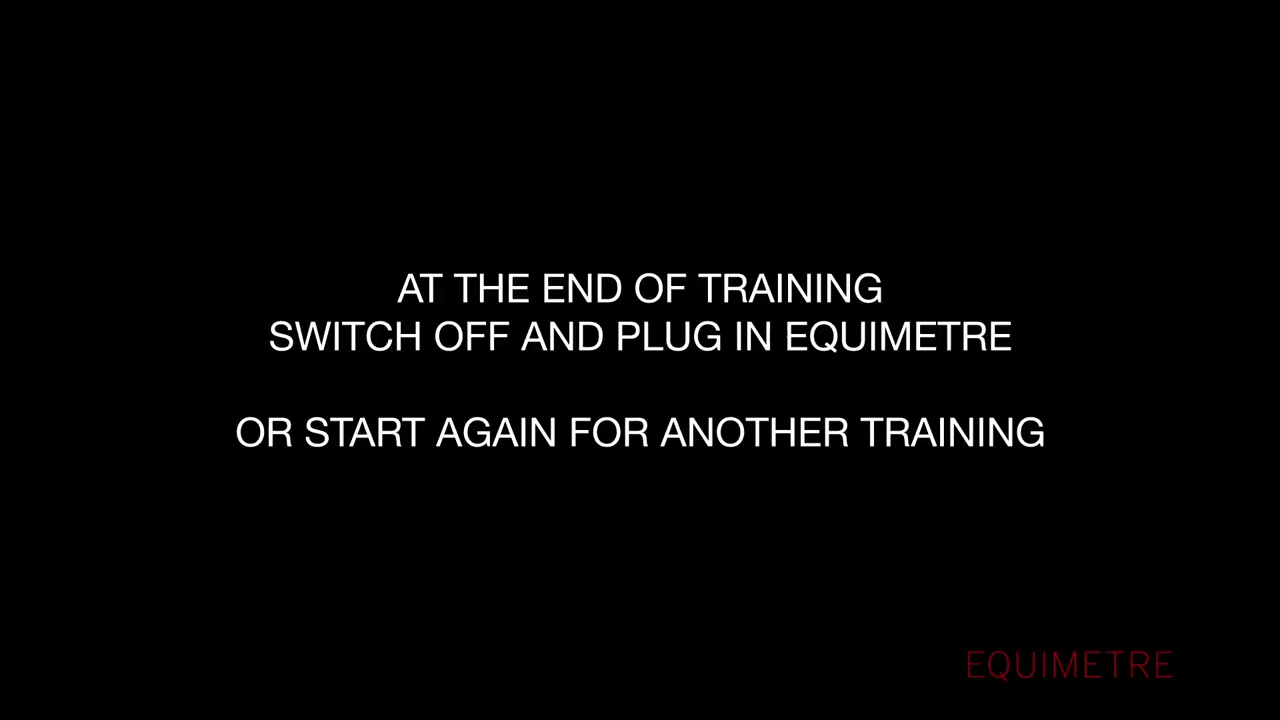 AT THE END OF TRAINING
SWITCH OFF AND PLUG IN EQUIMETRE
OR START AGAIN FOR ANOTHER TRAINING
EQUIMETRE